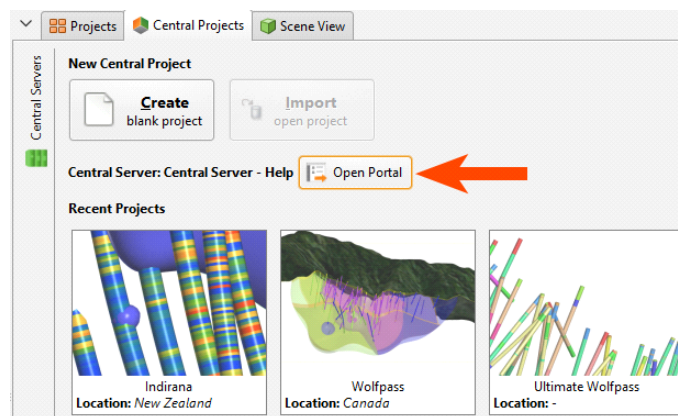 Projects
Central Projects
Scene View
Central Servers
New Central Project
Create
blank project
Import
open project
Central Server: Central Server - Help
Open Portal
Recent Projects
Indirana
Location: New Zealand
Wolfpass
Location: Canada
Ultimate Wolfpass
Location: -